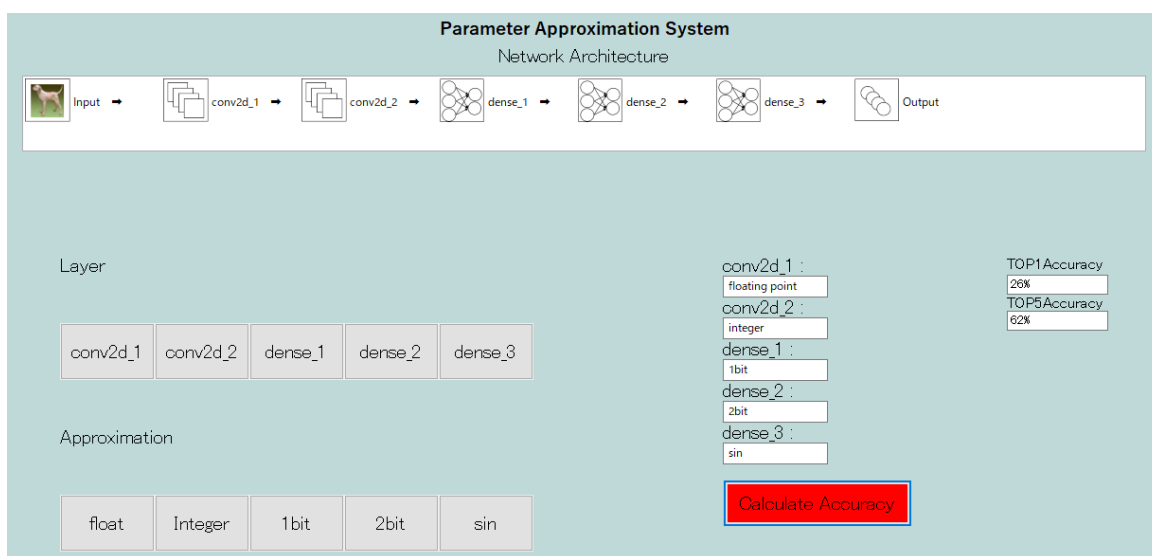 Parameter Approximation System
Network Architecture
Input ➡ conv2d_1 ➡ conv2d_2 ➡ dense_1 ➡ dense_2 ➡ dense_3 ➡ Output
Layer
conv2d_1 conv2d_2 dense_1 dense_2 dense_3
Approximation
float Integer 1bit 2bit sin
conv2d_1 :
floating point
conv2d_2 :
integer
dense_1 :
1bit
dense_2 :
2bit
dense_3 :
sin
Calculate Accuracy
TOP1Accuracy
26%
TOP5Accuracy
62%